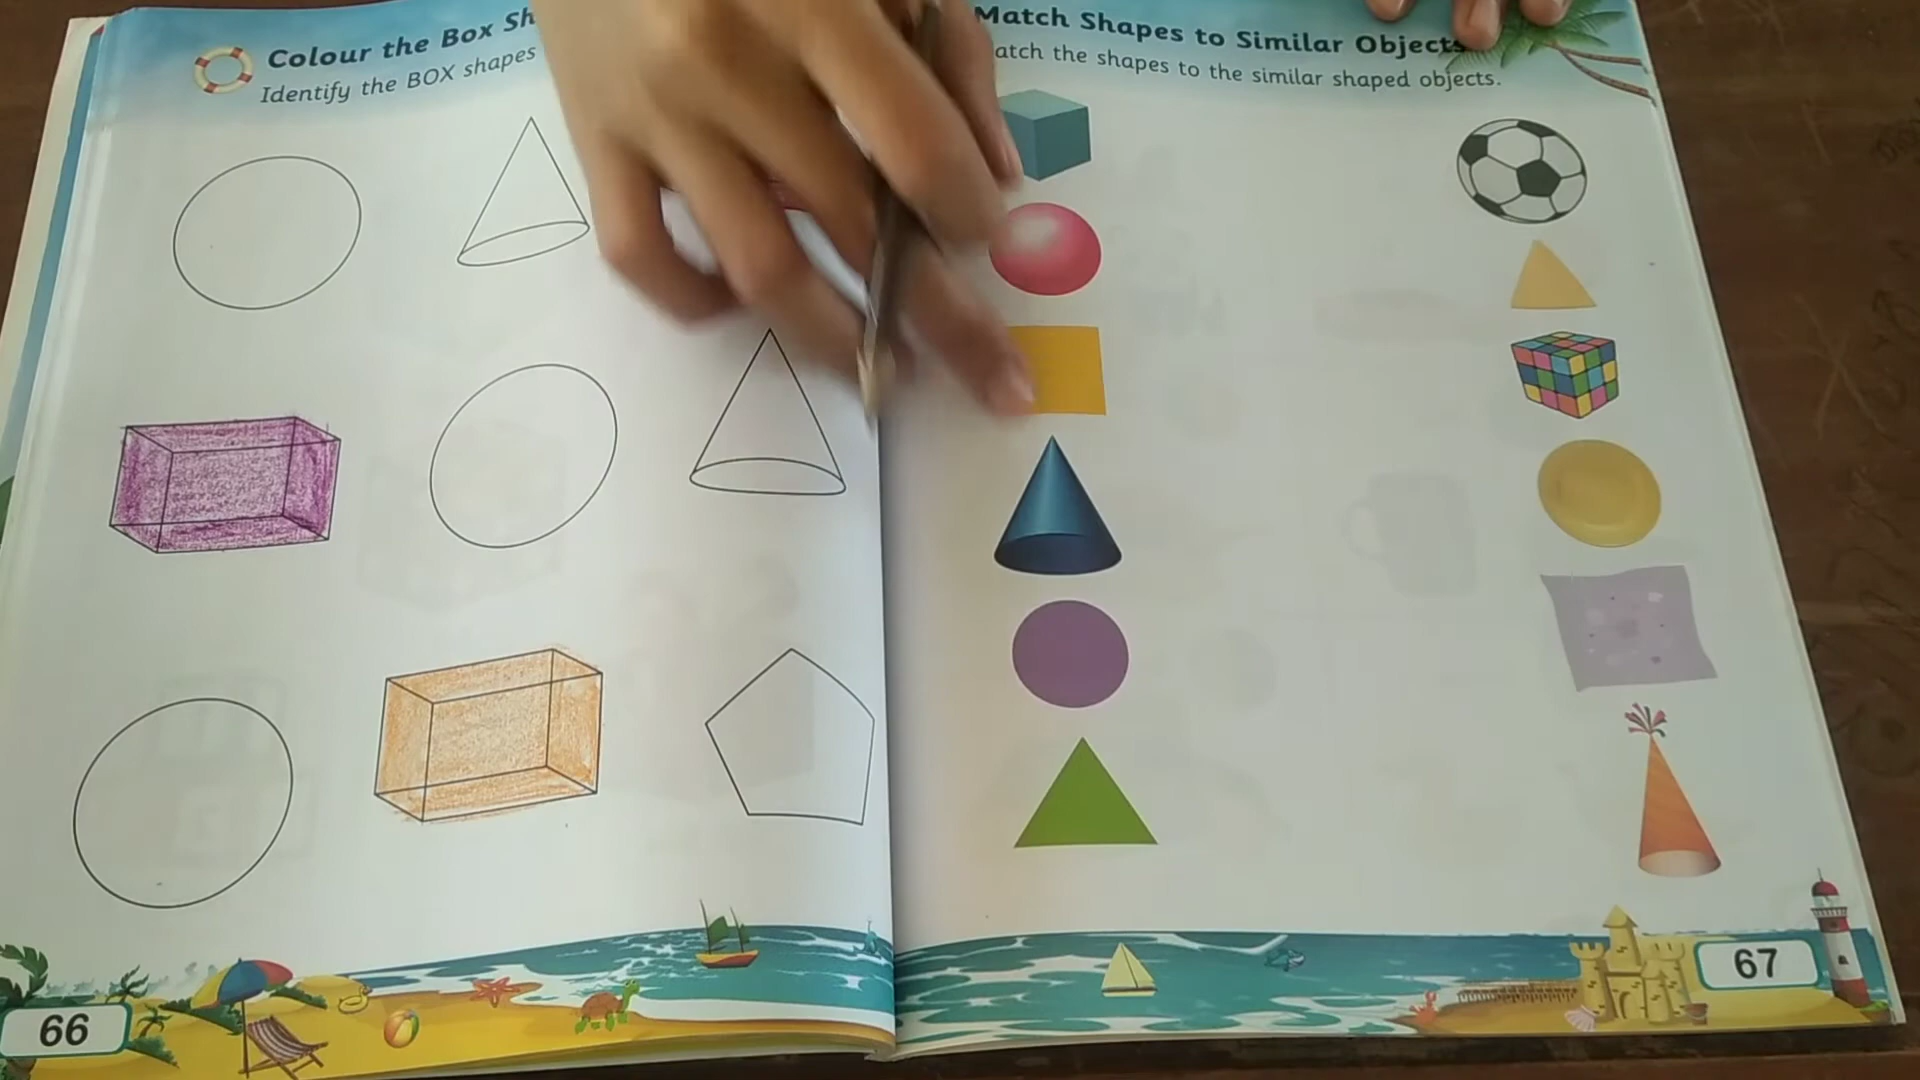 Colour the Box Sh
Identify the BOX shapes
Match Shapes to Similar Objects
atch the shapes to the similar shaped objects.
66
67